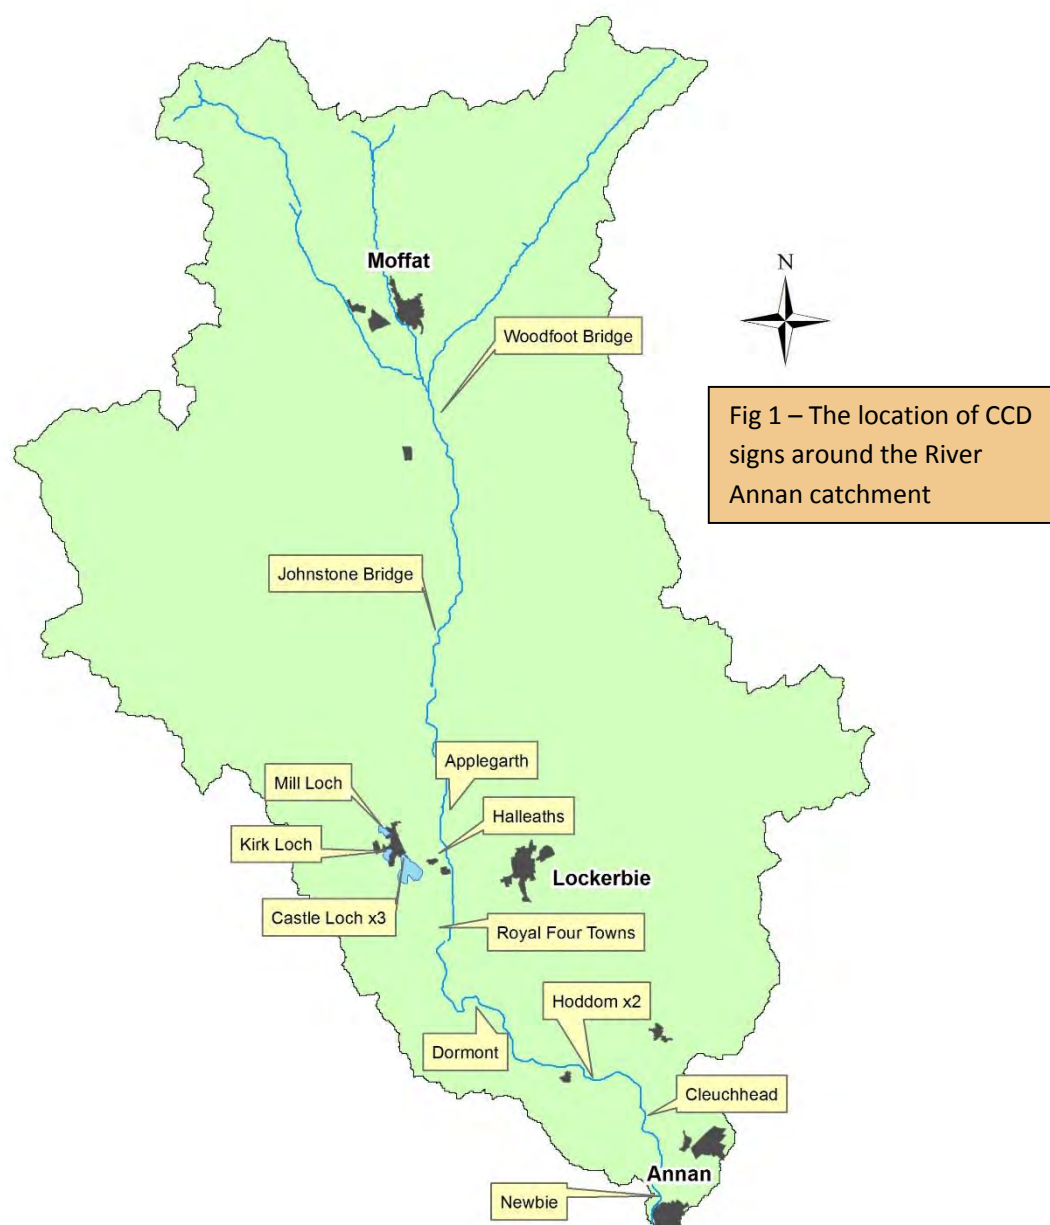 Moffat
N
Woodfoot Bridge
Fig 1 – The location of CCD
signs around the River
Annan catchment
Johnstone Bridge
Applegarth
Mill Loch
Halleaths
Kirk Loch
Lockerbie
Castle Loch x3
Royal Four Towns
Hoddom x2
Dormont
Cleuchhead
Annan
Newbie